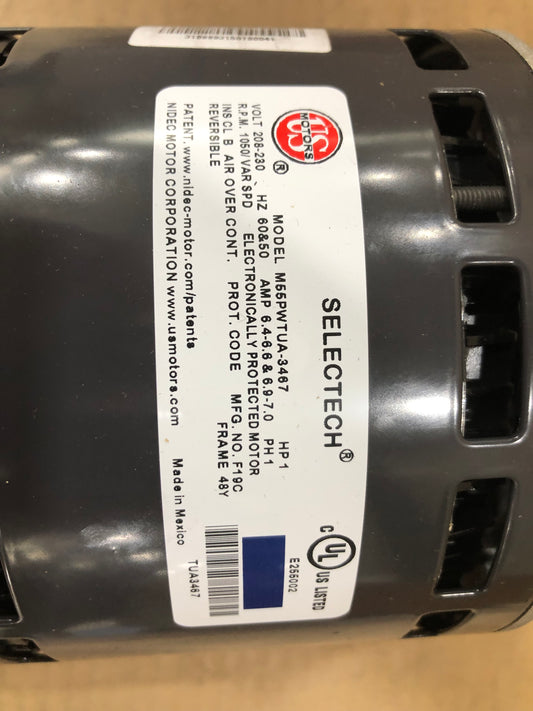 US
MOTORS
®
SELECTECH®
MODEL M55PWTUA-3467 HP 1
VOLT 208-230 HZ 60&50 AMP 6.4-6.6 & 6.9-7.0 PH 1
R.P.M. 1050/VAR SPD ELECTRONICALLY PROTECTED MOTOR
INS CL B AIR OVER CONT. PROT. CODE MFG. NO. F19C
REVERSIBLE FRAME 48Y
PATENT. www.nidec-motor.com/patents
NIDEC MOTOR CORPORATION www.usmotors.com Made in Mexico
TUA3467
C UL US LISTED
E256002